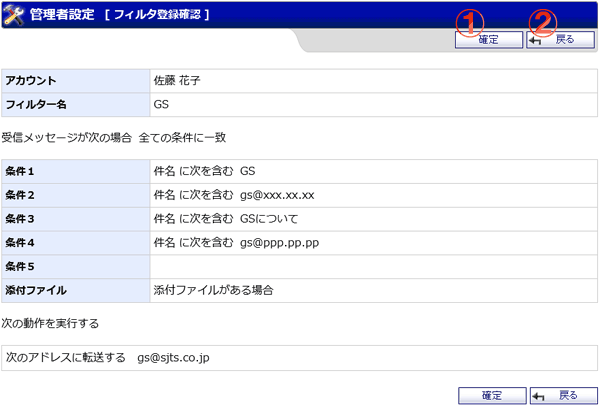 管理者設定 [ フィルタ登録確認 ]
① ②
確定 戻る
アカウント 佐藤 花子
フィルター名 GS
受信メッセージが次の場合 全ての条件に一致
条件１ 件名 に次を含む GS
条件２ 件名 に次を含む gs@xxx.xx.xx
条件３ 件名 に次を含む GSについて
条件４ 件名 に次を含む gs@ppp.pp.pp
条件５
添付ファイル 添付ファイルがある場合
次の動作を実行する
次のアドレスに転送する gs@sjts.co.jp
確定 戻る